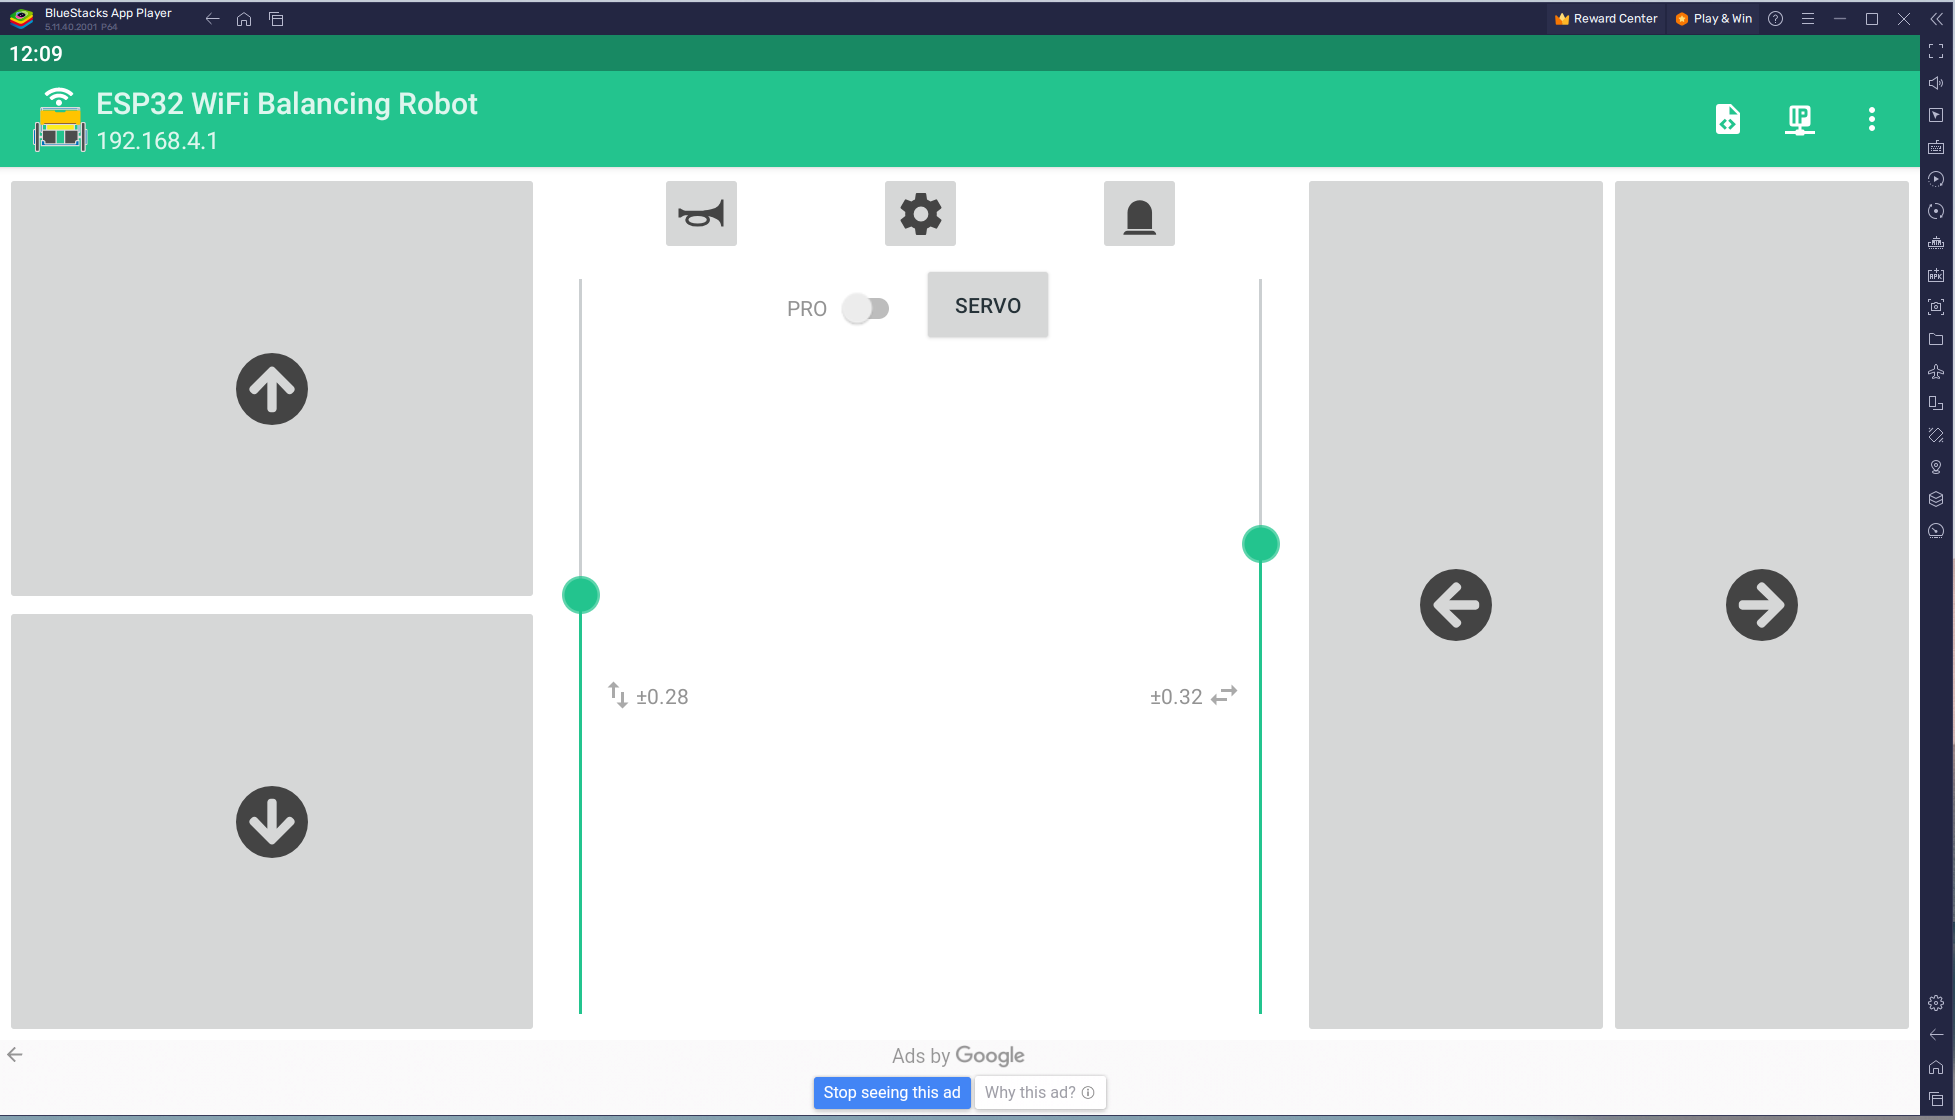 BlueStacks App Player
5.11.40.2001 P64
Reward Center
Play & Win
12:09
ESP32 WiFi Balancing Robot
192.168.4.1
IP
PRO
SERVO
±0.28
±0.32
Ads by Google
Stop seeing this ad
Why this ad?